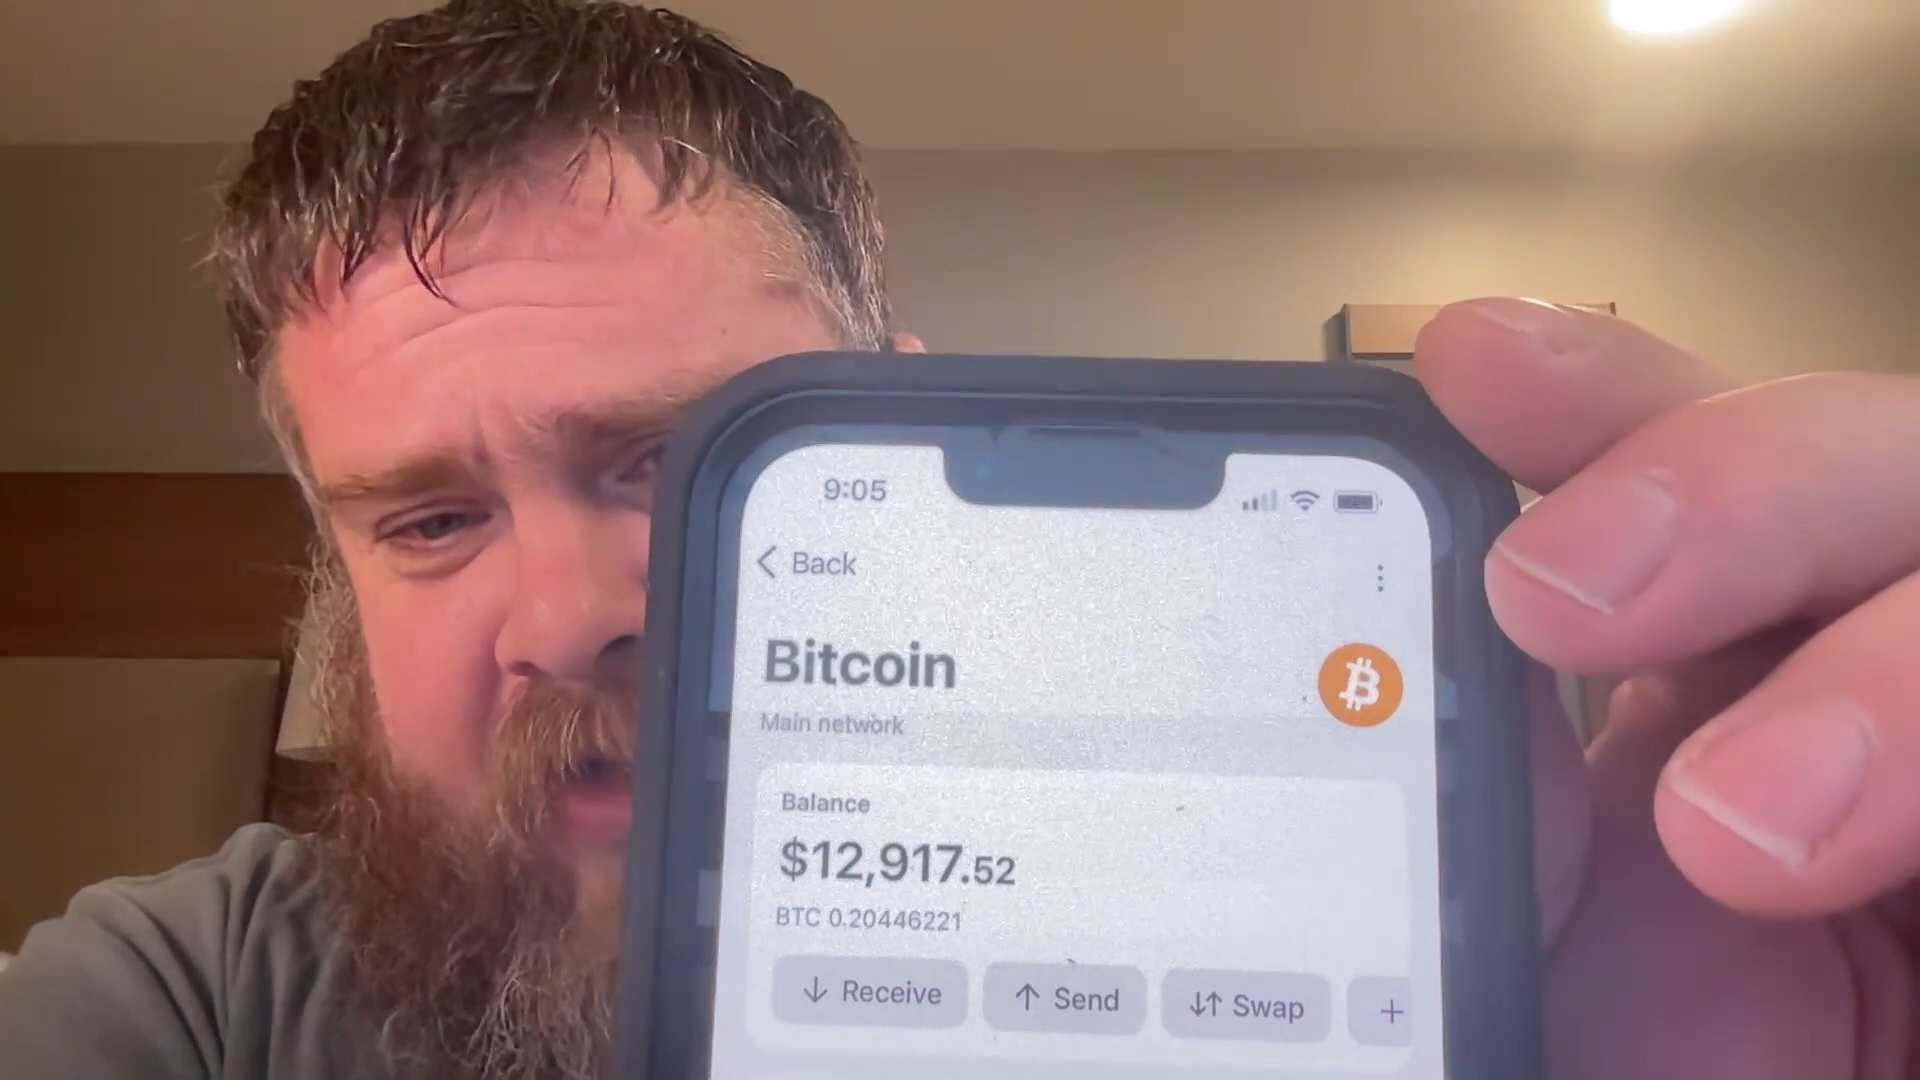 9:05
Back
Bitcoin
Main network
Balance
$12,917.52
BTC 0.20446221
Receive
Send
Swap